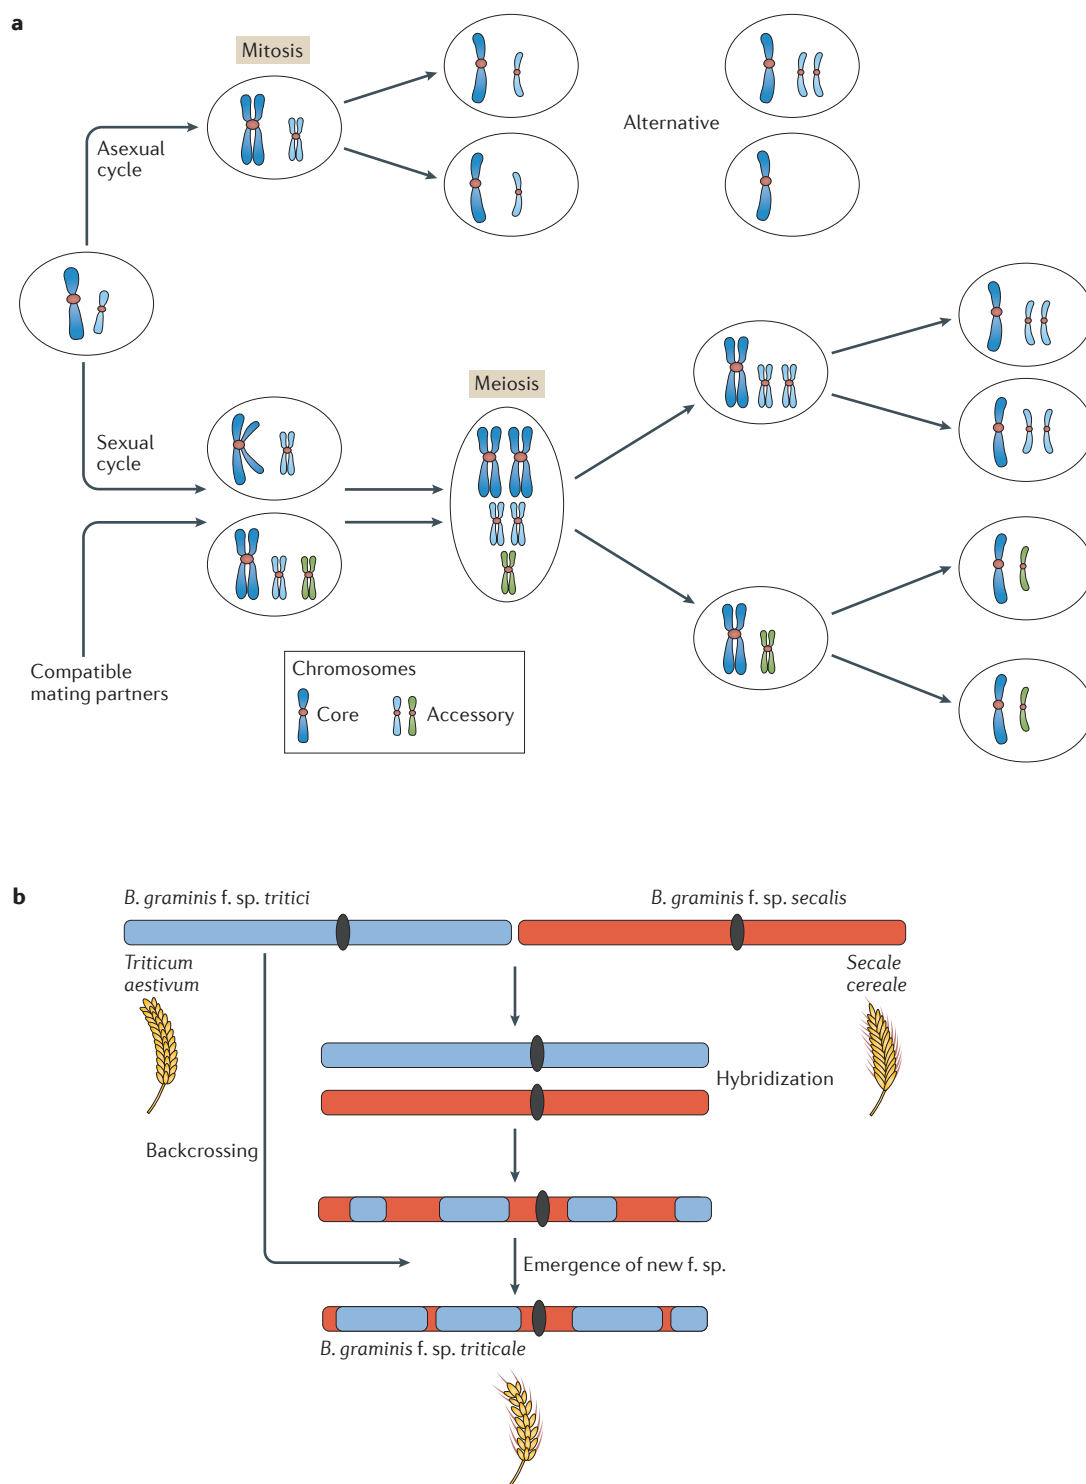 a
Mitosis
Alternative
Asexual
cycle
Meiosis
Sexual
cycle
Compatible
mating partners
Chromosomes
Core
Accessory
b
B. graminis f. sp. tritici
B. graminis f. sp. secalis
Triticum
aestivum
Secale
cereale
Hybridization
Backcrossing
Emergence of new f. sp.
B. graminis f. sp. triticale